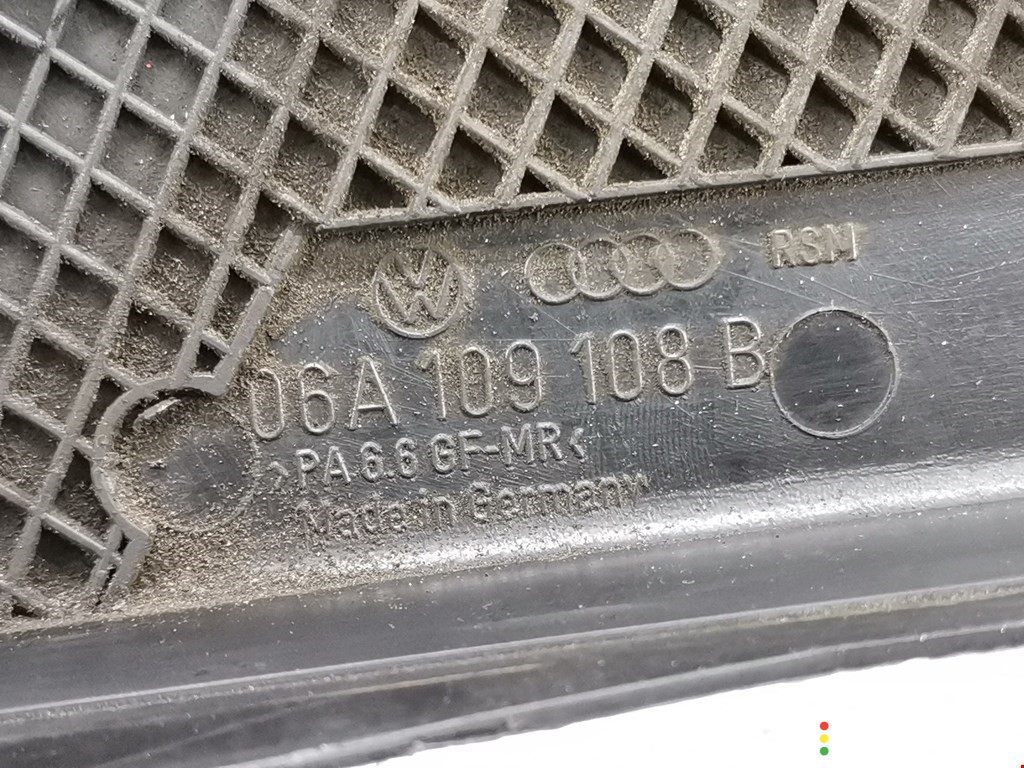 RSM
06A 109 108 B
>PA 6.6 GF-MR<
Made in Germany